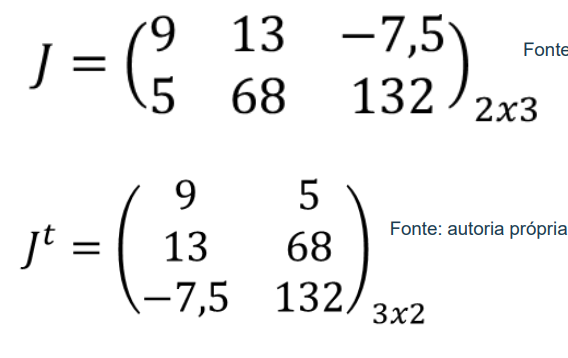 J = (9 13 −7,5
5 68 132)2x3
Fonte
Jᵗ = (9 5
13 68
−7,5 132)3x2
Fonte: autoria própria